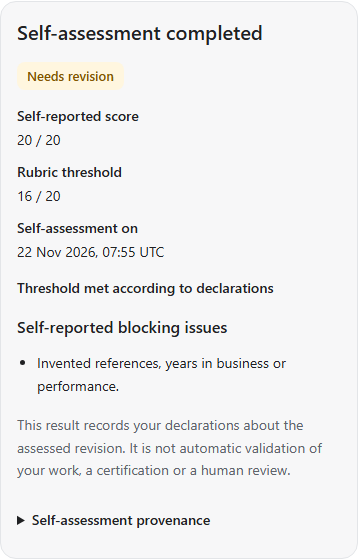 Self-assessment completed
Needs revision
Self-reported score
20 / 20
Rubric threshold
16 / 20
Self-assessment on
22 Nov 2026, 07:55 UTC
Threshold met according to declarations
Self-reported blocking issues
• Invented references, years in business or
performance.
This result records your declarations about the
assessed revision. It is not automatic validation of
your work, a certification or a human review.
▶ Self-assessment provenance